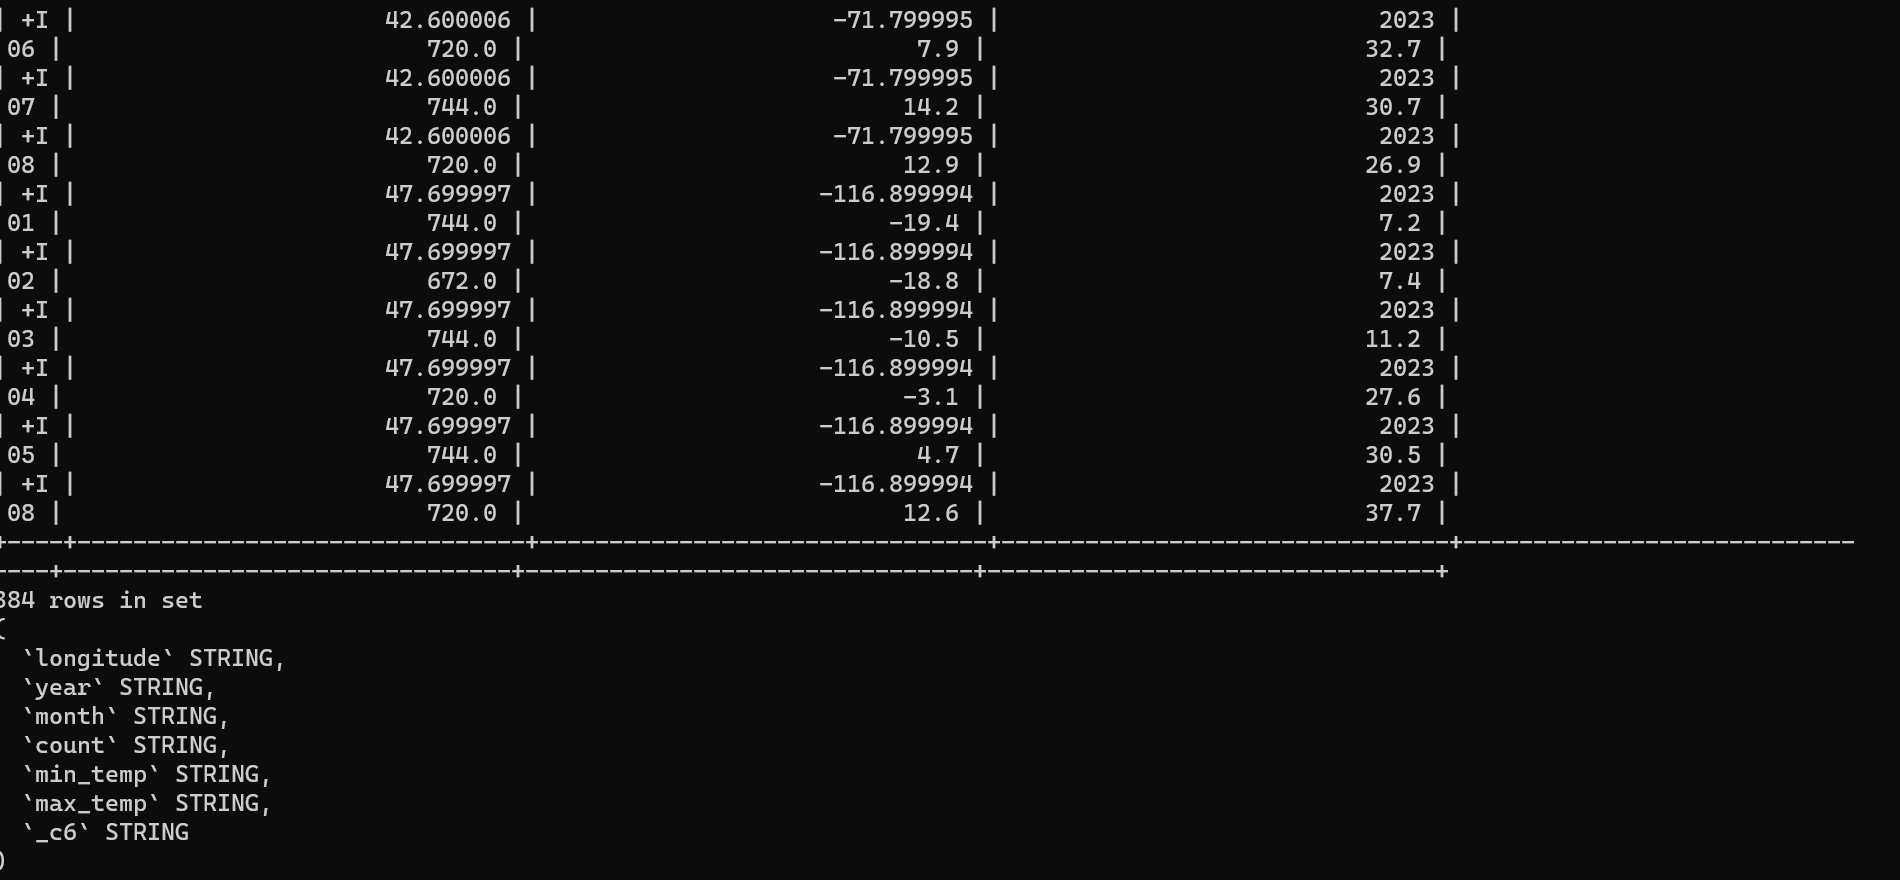 | +I | 42.600006 | -71.799995 | 2023 |
06 | 720.0 | 7.9 | 32.7 |
| +I | 42.600006 | -71.799995 | 2023 |
07 | 744.0 | 14.2 | 30.7 |
| +I | 42.600006 | -71.799995 | 2023 |
08 | 720.0 | 12.9 | 26.9 |
| +I | 47.699997 | -116.899994 | 2023 |
01 | 744.0 | -19.4 | 7.2 |
| +I | 47.699997 | -116.899994 | 2023 |
02 | 672.0 | -18.8 | 7.4 |
| +I | 47.699997 | -116.899994 | 2023 |
03 | 744.0 | -10.5 | 11.2 |
| +I | 47.699997 | -116.899994 | 2023 |
04 | 720.0 | -3.1 | 27.6 |
| +I | 47.699997 | -116.899994 | 2023 |
05 | 744.0 | 4.7 | 30.5 |
| +I | 47.699997 | -116.899994 | 2023 |
08 | 720.0 | 12.6 | 37.7 |
+----+--------------------------------+--------------------------------+--------------------------------+----------------------------
----+--------------------------------+--------------------------------+--------------------------------+
384 rows in set
(
`longitude` STRING,
`year` STRING,
`month` STRING,
`count` STRING,
`min_temp` STRING,
`max_temp` STRING,
`_c6` STRING
)